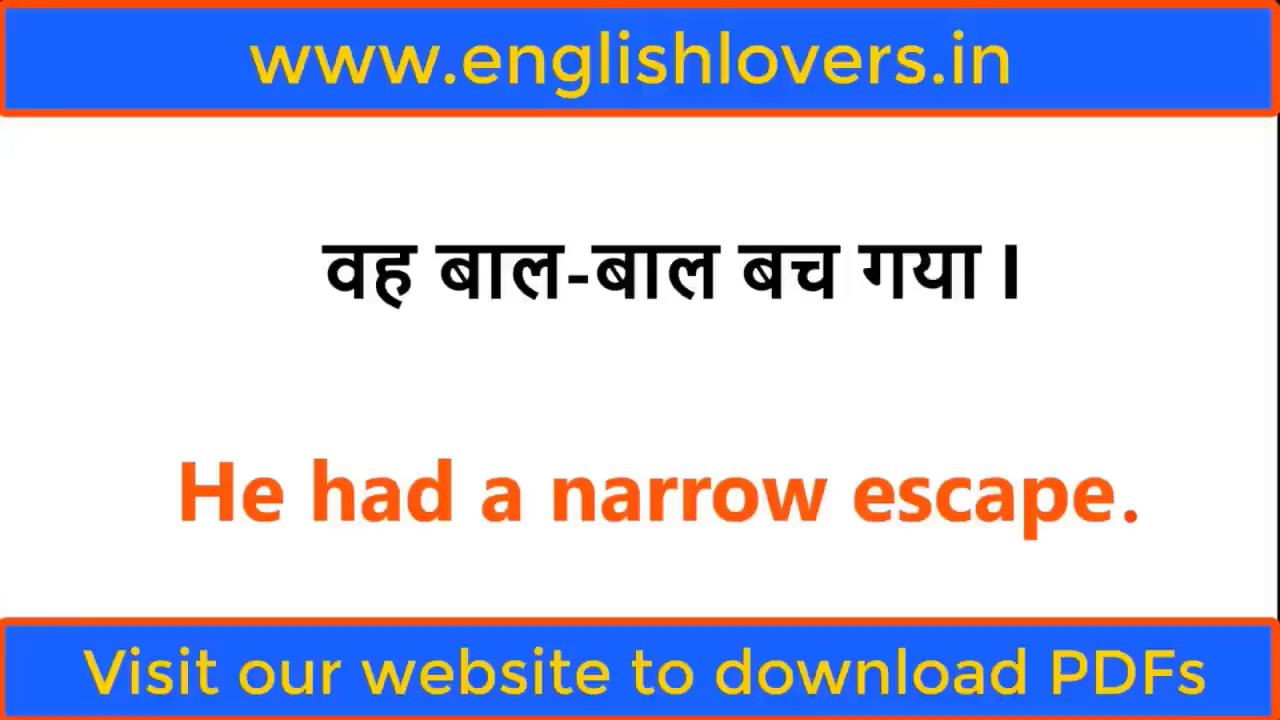 www.englishlovers.in
वह बाल-बाल बच गया ।
He had a narrow escape.
Visit our website to download PDFs